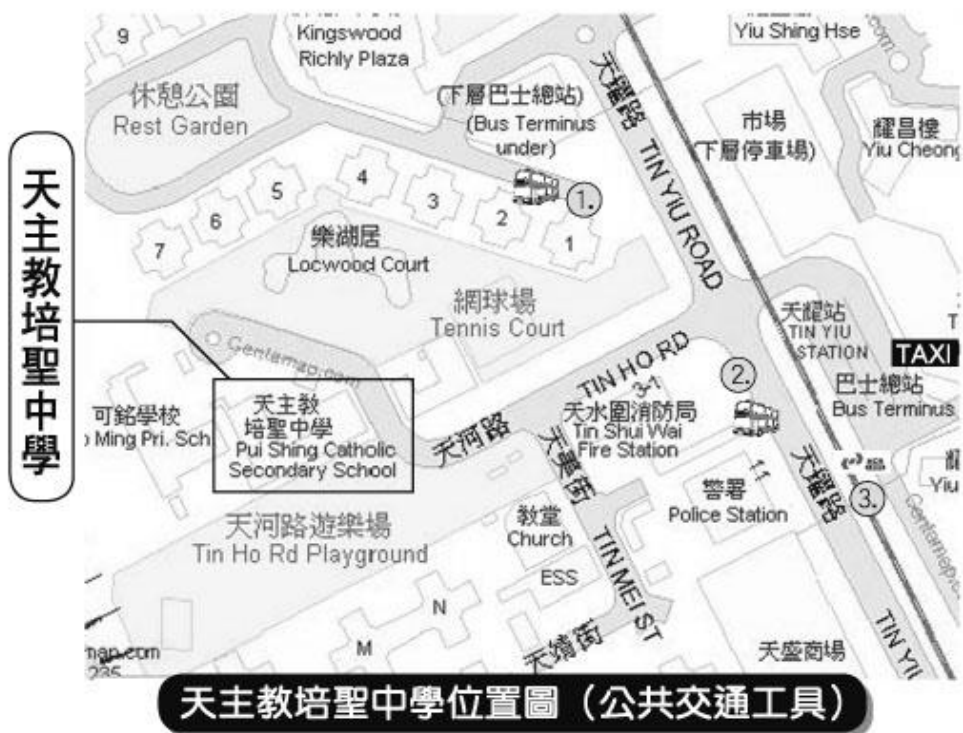 天主教培聖中學
9
Kingswood
Richly Plaza
Yiu Shing Hse
休憩公園
Rest Garden
(下層巴士總站)
(Bus Terminus
under)
天耀路
TIN YIU ROAD
市場
(下層停車場)
耀昌樓
Yiu Cheong
1.
7
6
5
4
3
2
1
樂湖居
Locwood Court
網球場
Tennis Court
天耀站
TIN YIU
STATION
TAXI
巴士總站
Bus Terminus
Centamap.com
可銘學校
Ming Pri. Sch
天主教
培聖中學
Pui Shing Catholic
Secondary School
天河路
TIN HO RD
3-1
天水圍消防局
Tin Shui Wai
Fire Station
2.
天美街
TIN MEI ST
11
警署
Police Station
天耀路
3.
Yiu
天河路遊樂場
Tin Ho Rd Playground
教堂
Church
ESS
N
M
天纘街
天盛商場
TIN YI
map.com
235
天主教培聖中學位置圖（公共交通工具）